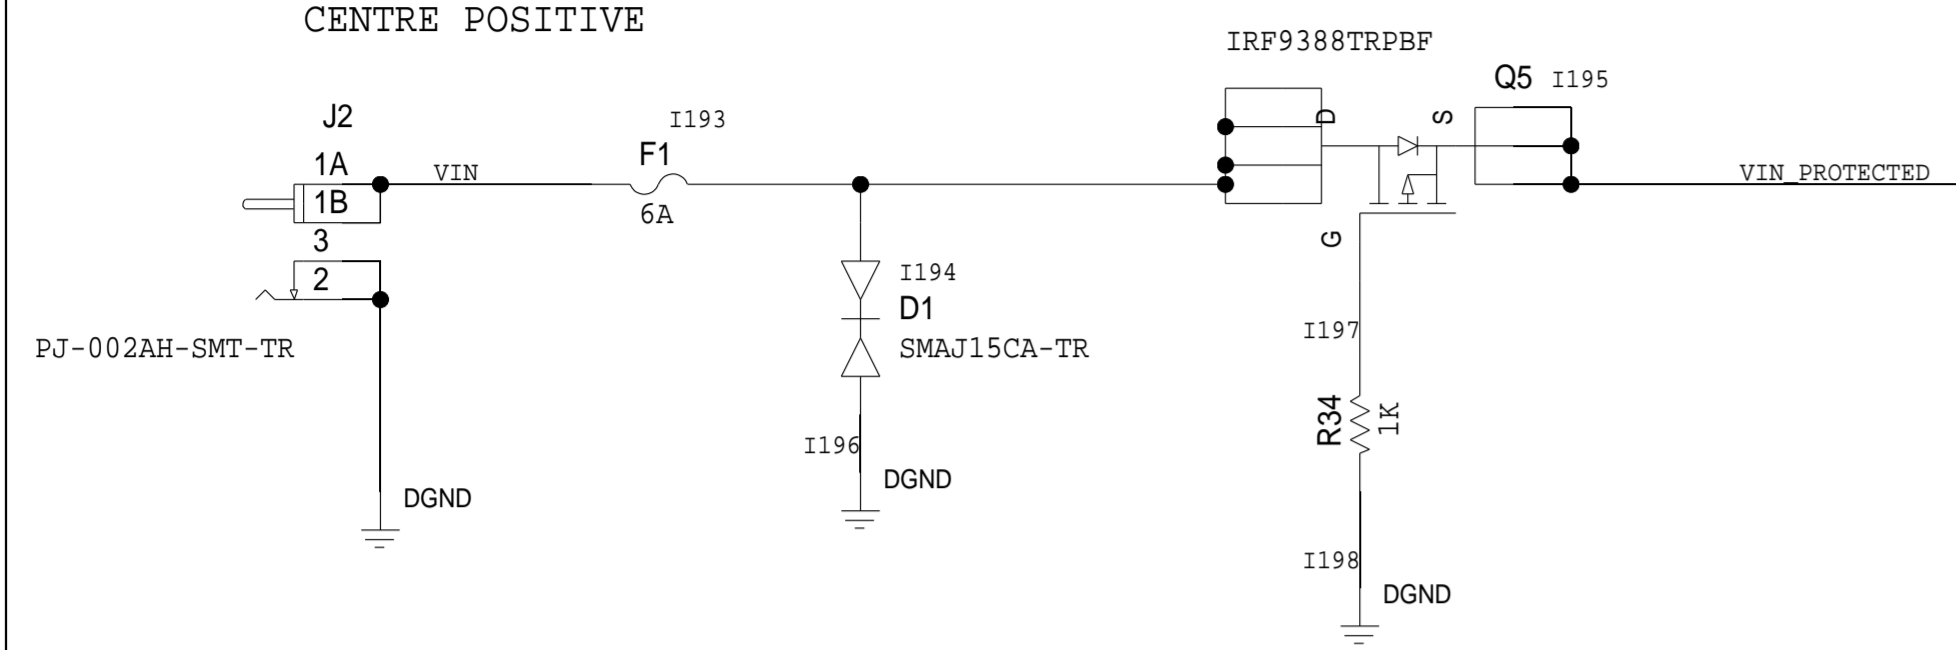 CENTRE POSITIVE
IRF9388TRPBF
Q5 I195
J2
I193
D
S
1A
F1
VIN
VIN_PROTECTED
1B
6A
3
G
2
I194
D1
I197
PJ-002AH-SMT-TR
SMAJ15CA-TR
R34
1K
I196
DGND
DGND
I198
DGND